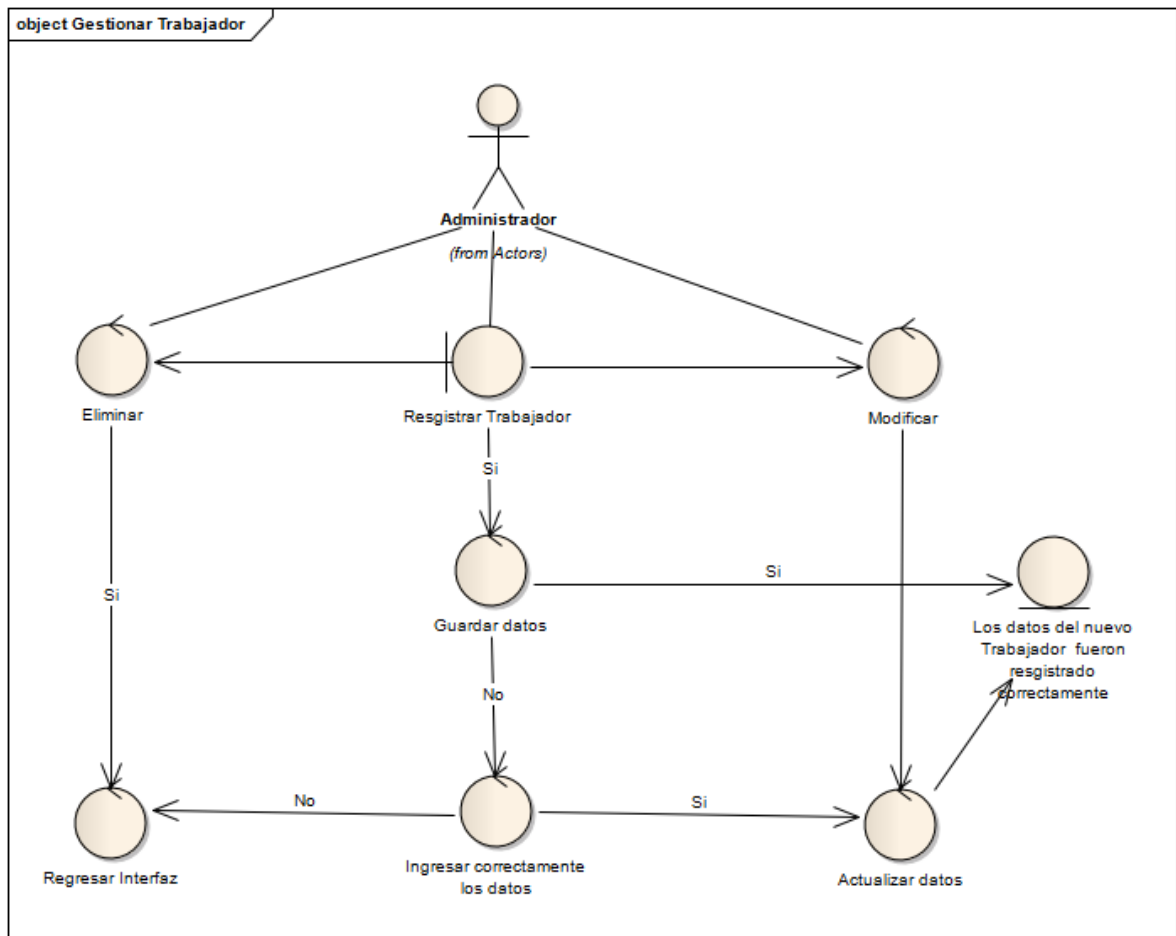 object Gestionar Trabajador
Administrador
(from Actors)
Eliminar
Resgistrar Trabajador
Modificar
Si
Si
Si
Guardar datos
Los datos del nuevo
Trabajador fueron
resgistrado
correctamente
No
No
Si
Regresar Interfaz
Ingresar correctamente
los datos
Actualizar datos